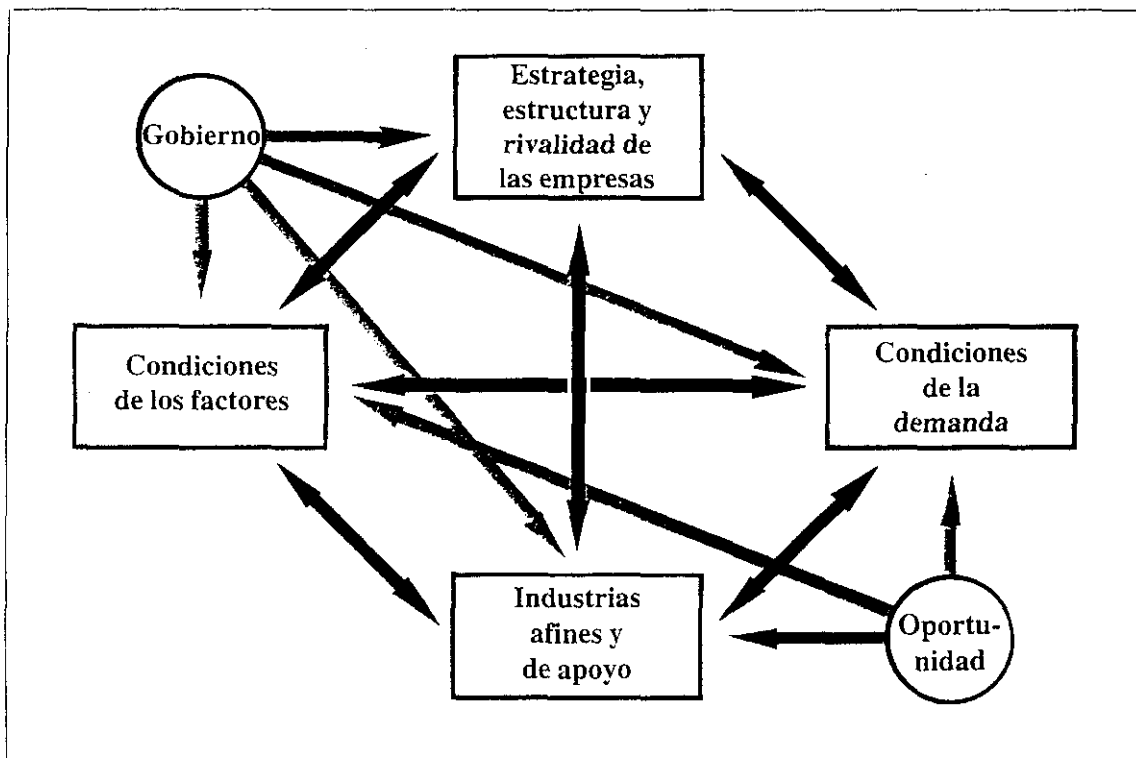 Estrategia,
estructura y
rivalidad de
las empresas
Gobierno
Condiciones
de los factores
Condiciones
de la
demanda
Industrias
afines y
de apoyo
Oportu-
nidad